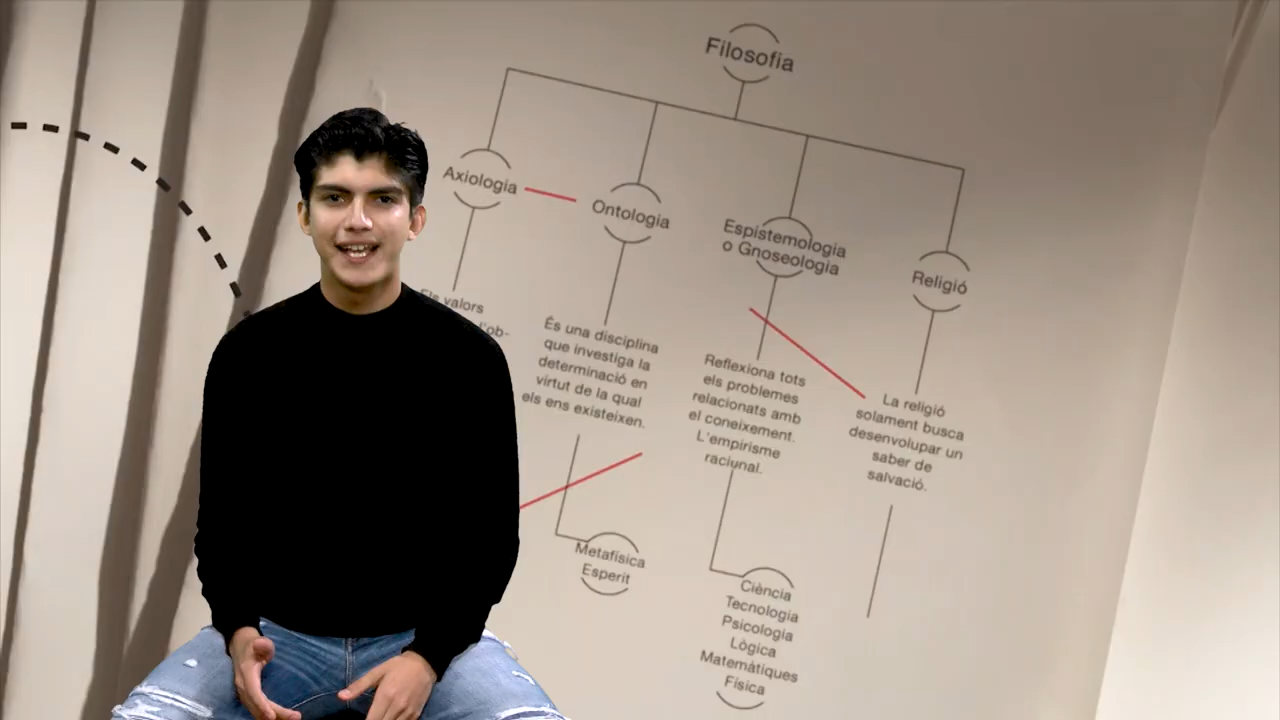 Filosofia
Axiologia
Ontologia
Espistemologia
o Gnoseologia
Religió
Els valors
l'ob-
És una disciplina
que investiga la
determinació en
virtut de la qual
els ens existeixen.
Reflexiona tots
els problemes
relacionats amb
el coneixement.
L'empirisme
raciunal.
La religió
solament busca
desenvolupar un
saber de
salvació.
Metafísica
Esperit
Ciència
Tecnologia
Psicologia
Lògica
Matemàtiques
Física